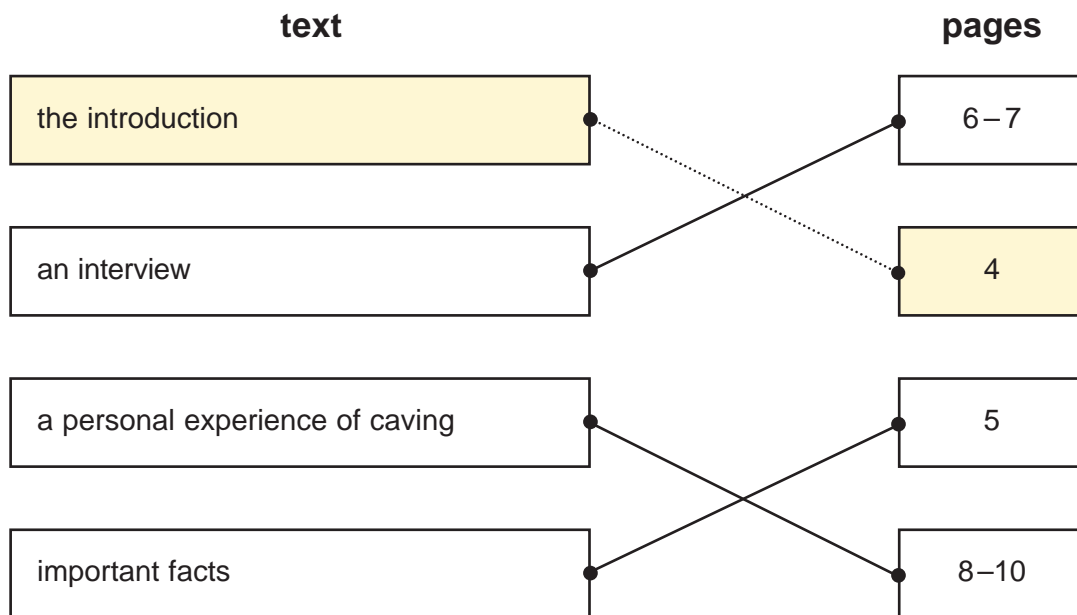 text pages
the introduction 6–7
an interview 4
a personal experience of caving 5
important facts 8–10